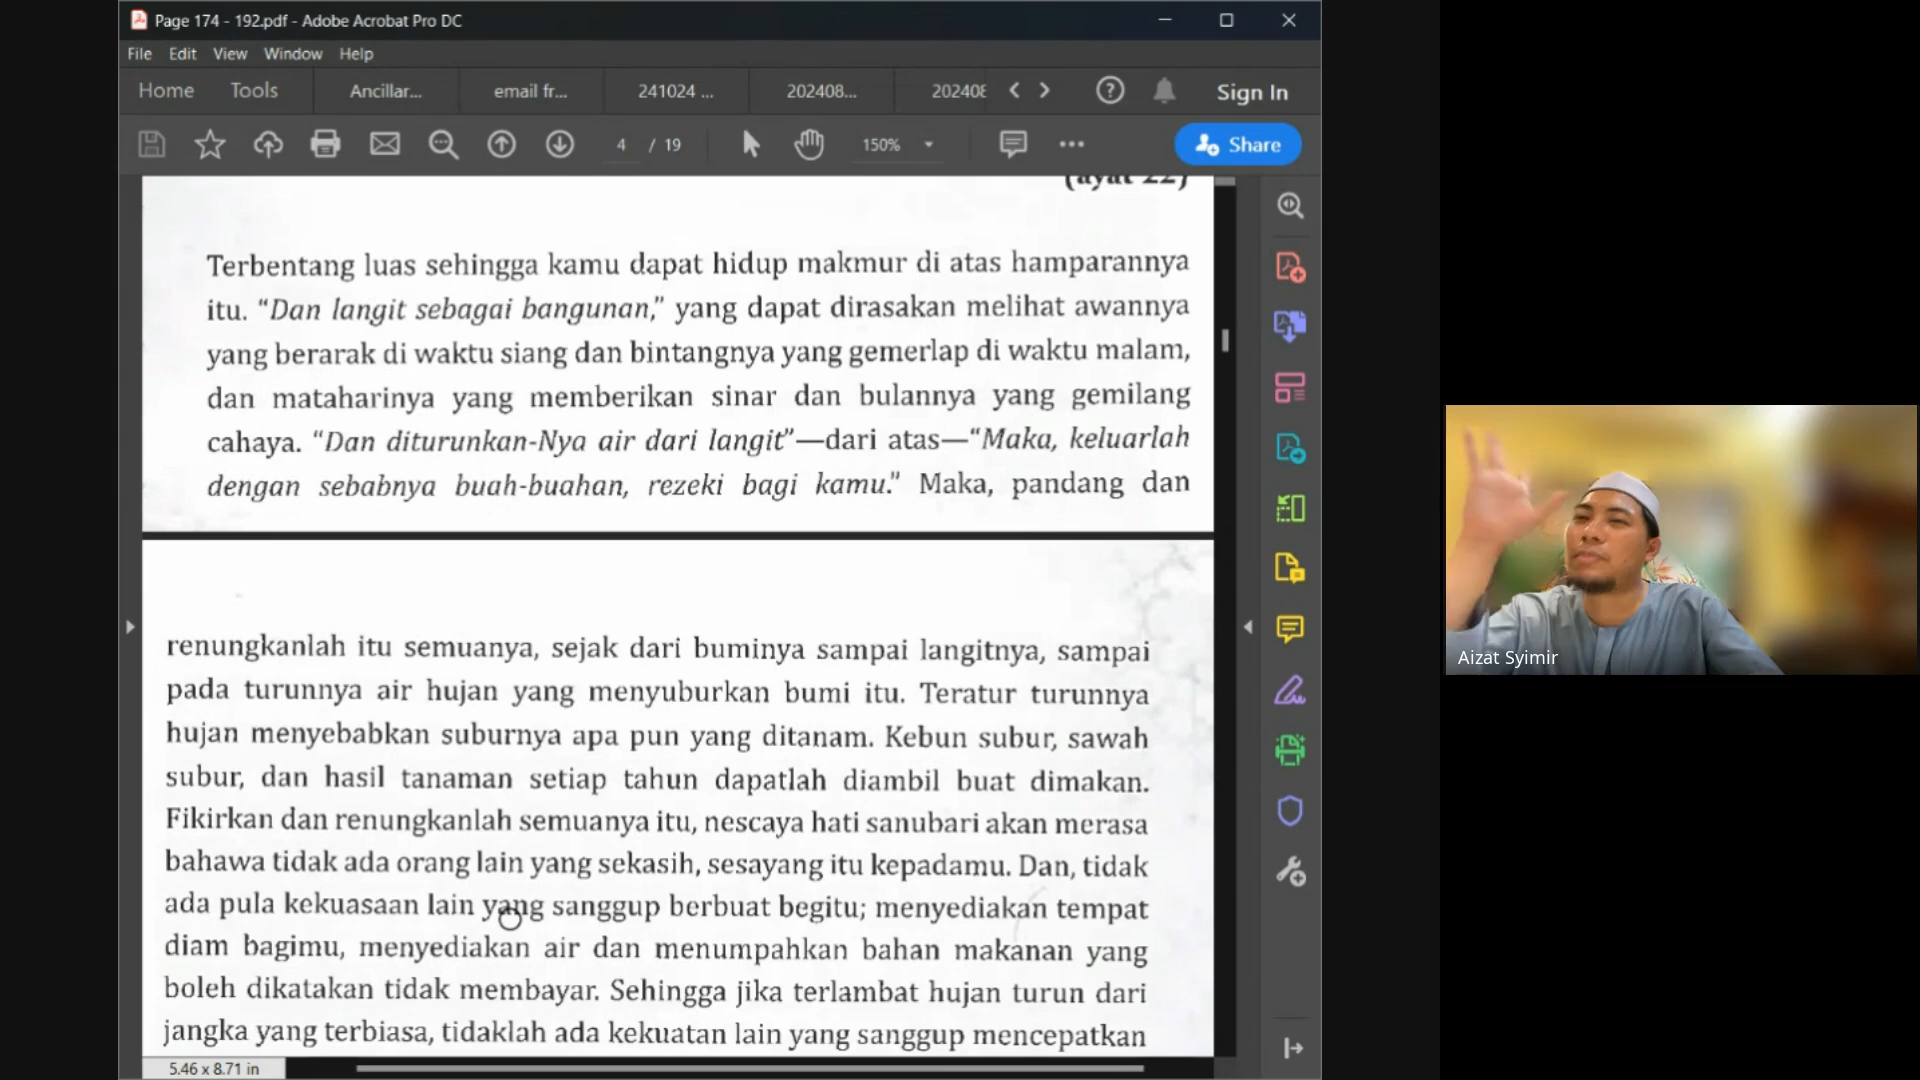 Page 174 - 192.pdf - Adobe Acrobat Pro DC
File Edit View Window Help
Home Tools Ancillar... email fr... 241024 ... 202408... 202408 Sign In
4 / 19 150% Share
(ayat 22)
Terbentang luas sehingga kamu dapat hidup makmur di atas hamparannya
itu. “Dan langit sebagai bangunan,” yang dapat dirasakan melihat awannya
yang berarak di waktu siang dan bintangnya yang gemerlap di waktu malam,
dan mataharinya yang memberikan sinar dan bulannya yang gemilang
cahaya. “Dan diturunkan-Nya air dari langit”—dari atas—“Maka, keluarlah
dengan sebabnya buah-buahan, rezeki bagi kamu.” Maka, pandang dan
renungkanlah itu semuanya, sejak dari buminya sampai langitnya, sampai
pada turunnya air hujan yang menyuburkan bumi itu. Teratur turunnya
hujan menyebabkan suburnya apa pun yang ditanam. Kebun subur, sawah
subur, dan hasil tanaman setiap tahun dapatlah diambil buat dimakan.
Fikirkan dan renungkanlah semuanya itu, nescaya hati sanubari akan merasa
bahawa tidak ada orang lain yang sekasih, sesayang itu kepadamu. Dan, tidak
ada pula kekuasaan lain yang sanggup berbuat begitu; menyediakan tempat
diam bagimu, menyediakan air dan menumpahkan bahan makanan yang
boleh dikatakan tidak membayar. Sehingga jika terlambat hujan turun dari
jangka yang terbiasa, tidaklah ada kekuatan lain yang sanggup mencepatkan
5.46 x 8.71 in
Aizat Syimir